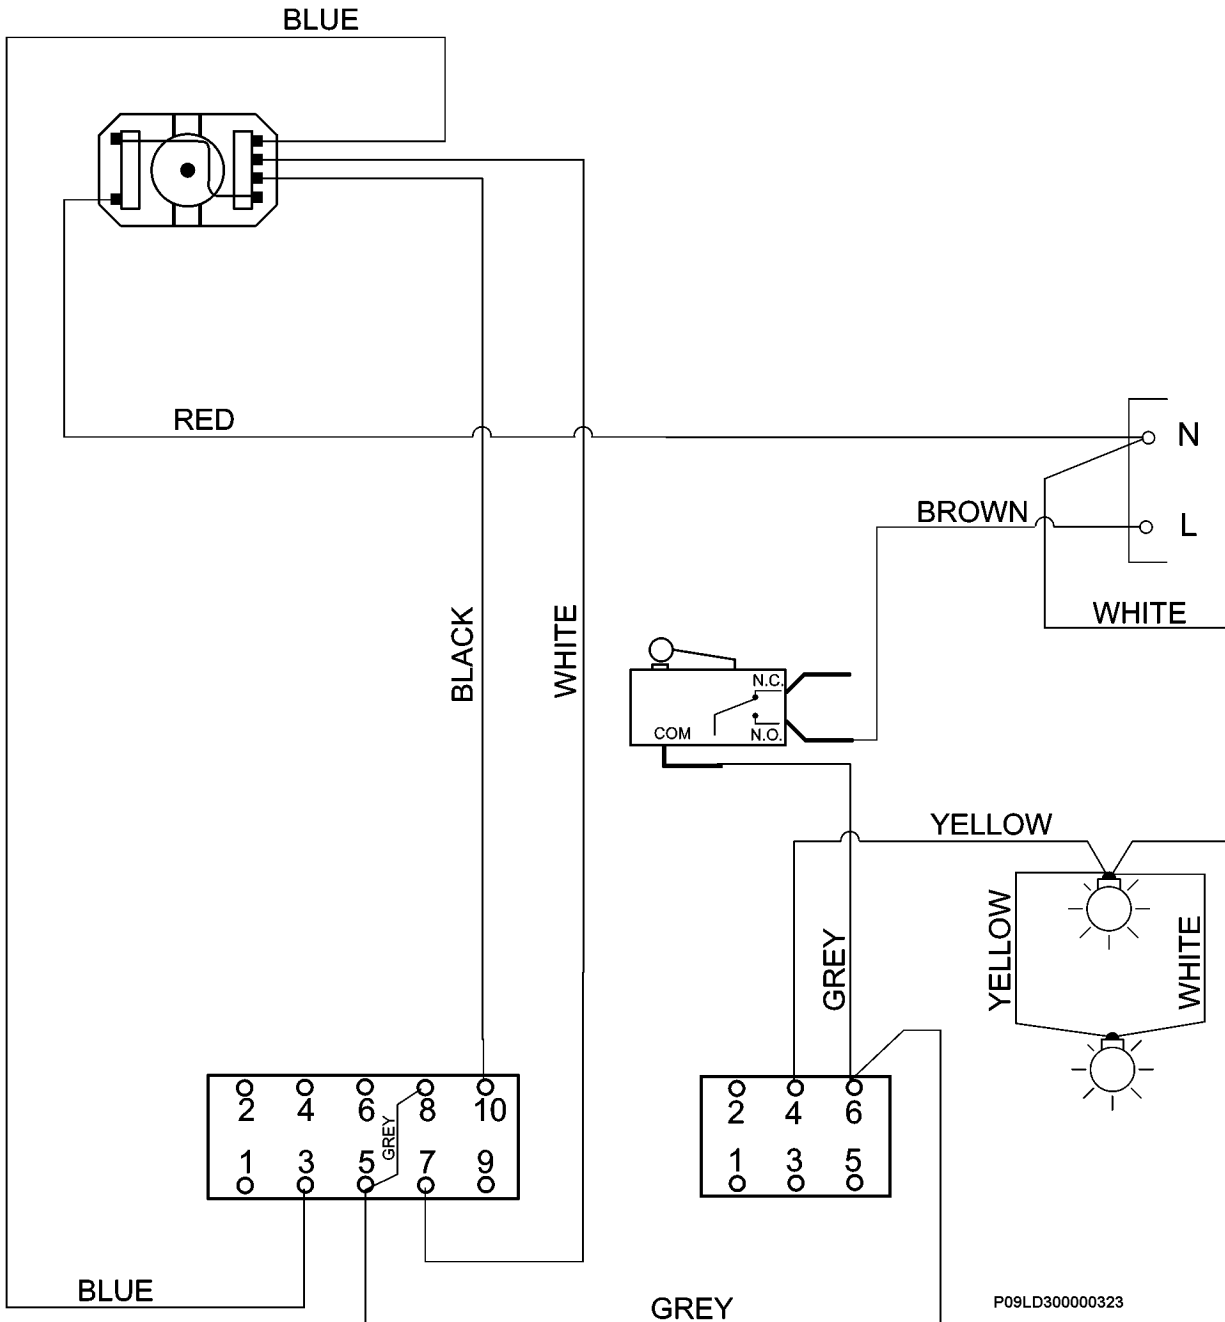 BLUE
RED
N
BROWN
L
WHITE
BLACK
WHITE
N.C.
COM
N.O.
YELLOW
GREY
YELLOW
WHITE
2 4 6 8 10
GREY
1 3 5 7 9
2 4 6
1 3 5
BLUE
GREY
P09LD300000323